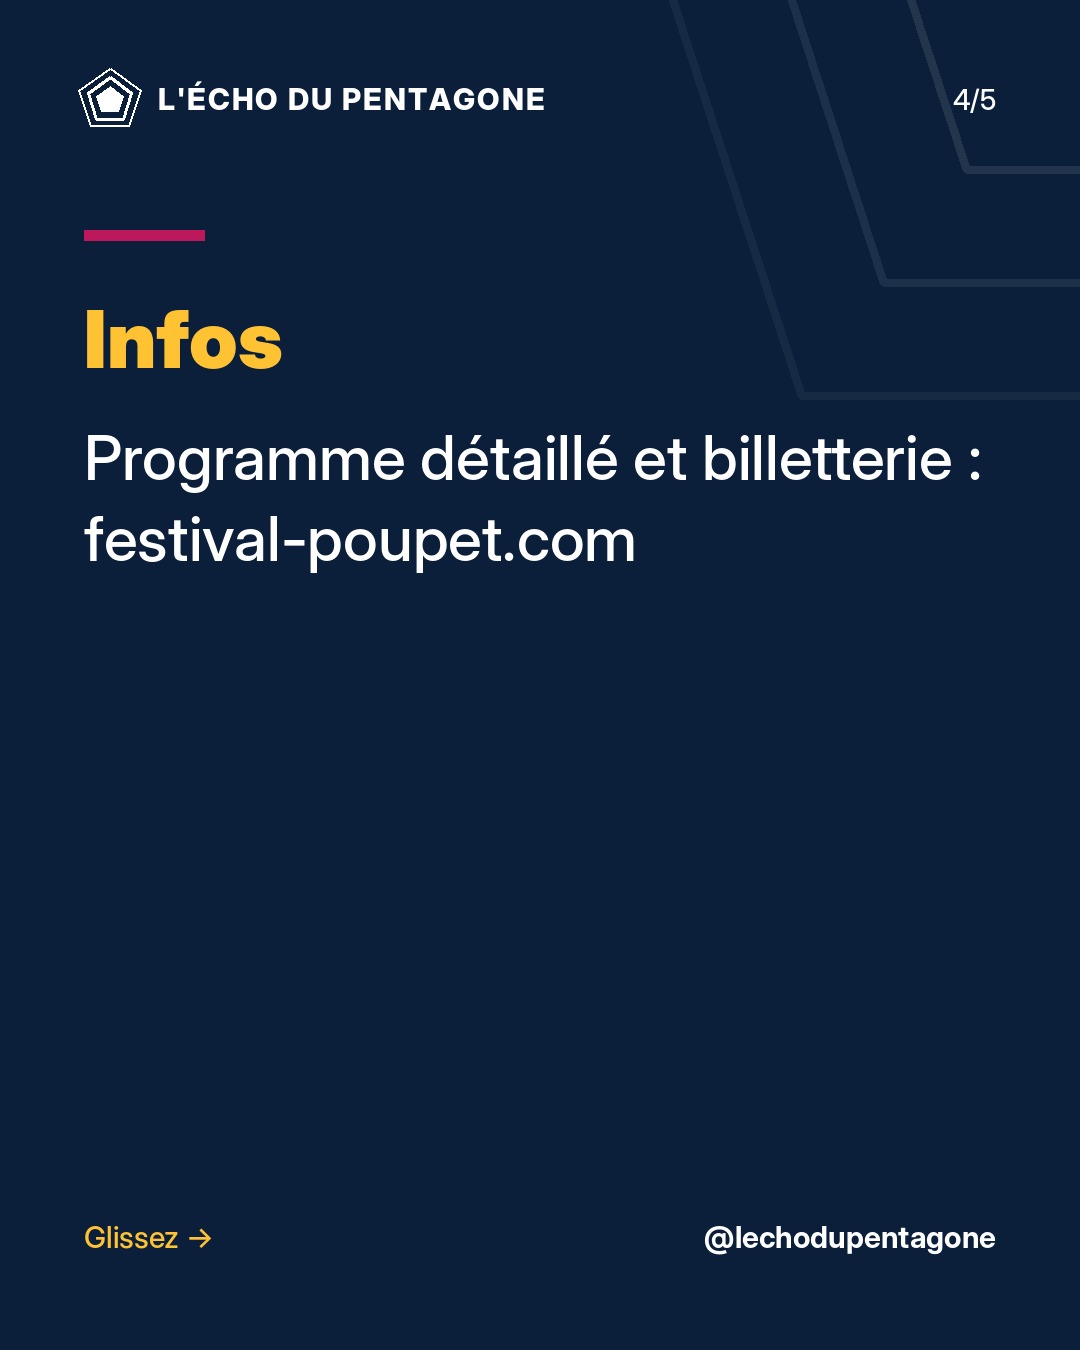 L'ÉCHO DU PENTAGONE
4/5
Infos
Programme détaillé et billetterie :
festival-poupet.com
Glissez →
@lechodupentagone